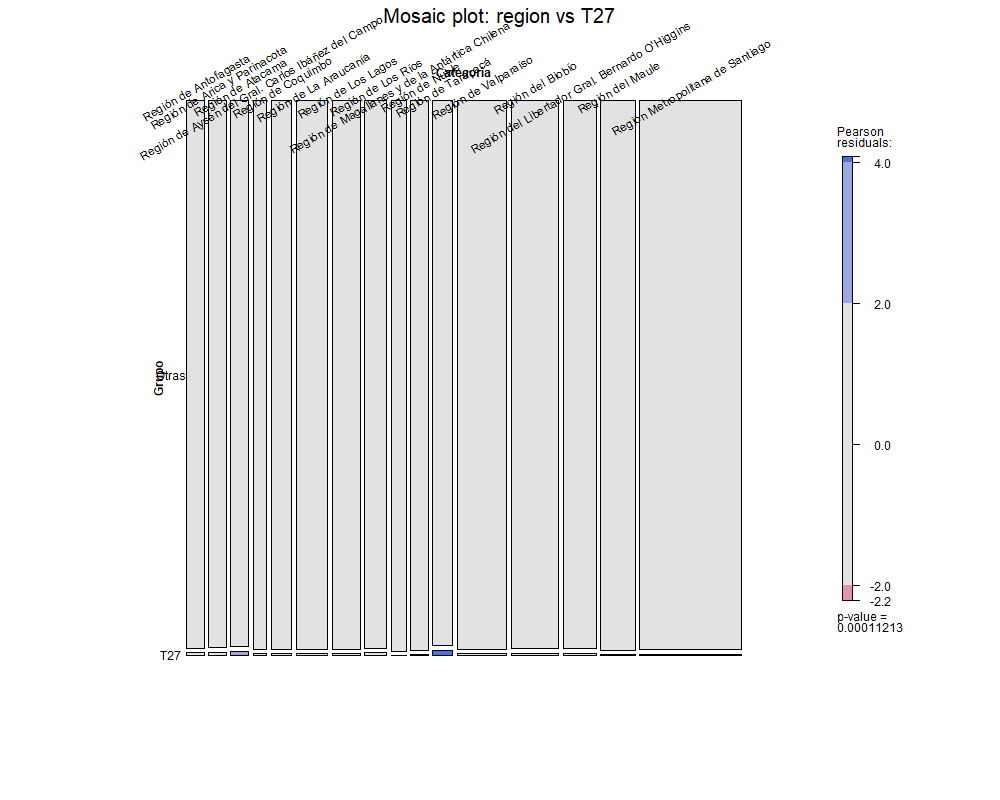 Mosaic plot: region vs T27
Categoria
Región de Antofagasta
Región de Arica y Parinacota
Región de Atacama
Región de Aysén del Gral. Carlos Ibáñez del Campo
Región de Coquimbo
Región de La Araucanía
Región de Los Lagos
Región de Los Ríos
Región de Magallanes y de la Antártica Chilena
Región de Ñuble
Región de Tarapacá
Región de Valparaíso
Región del Biobío
Región del Libertador Gral. Bernardo O'Higgins
Región del Maule
Región Metropolitana de Santiago
Pearson
residuals:
4.0
2.0
0.0
-2.0
-2.2
p-value =
0.00011213
Grupo
Otras
T27